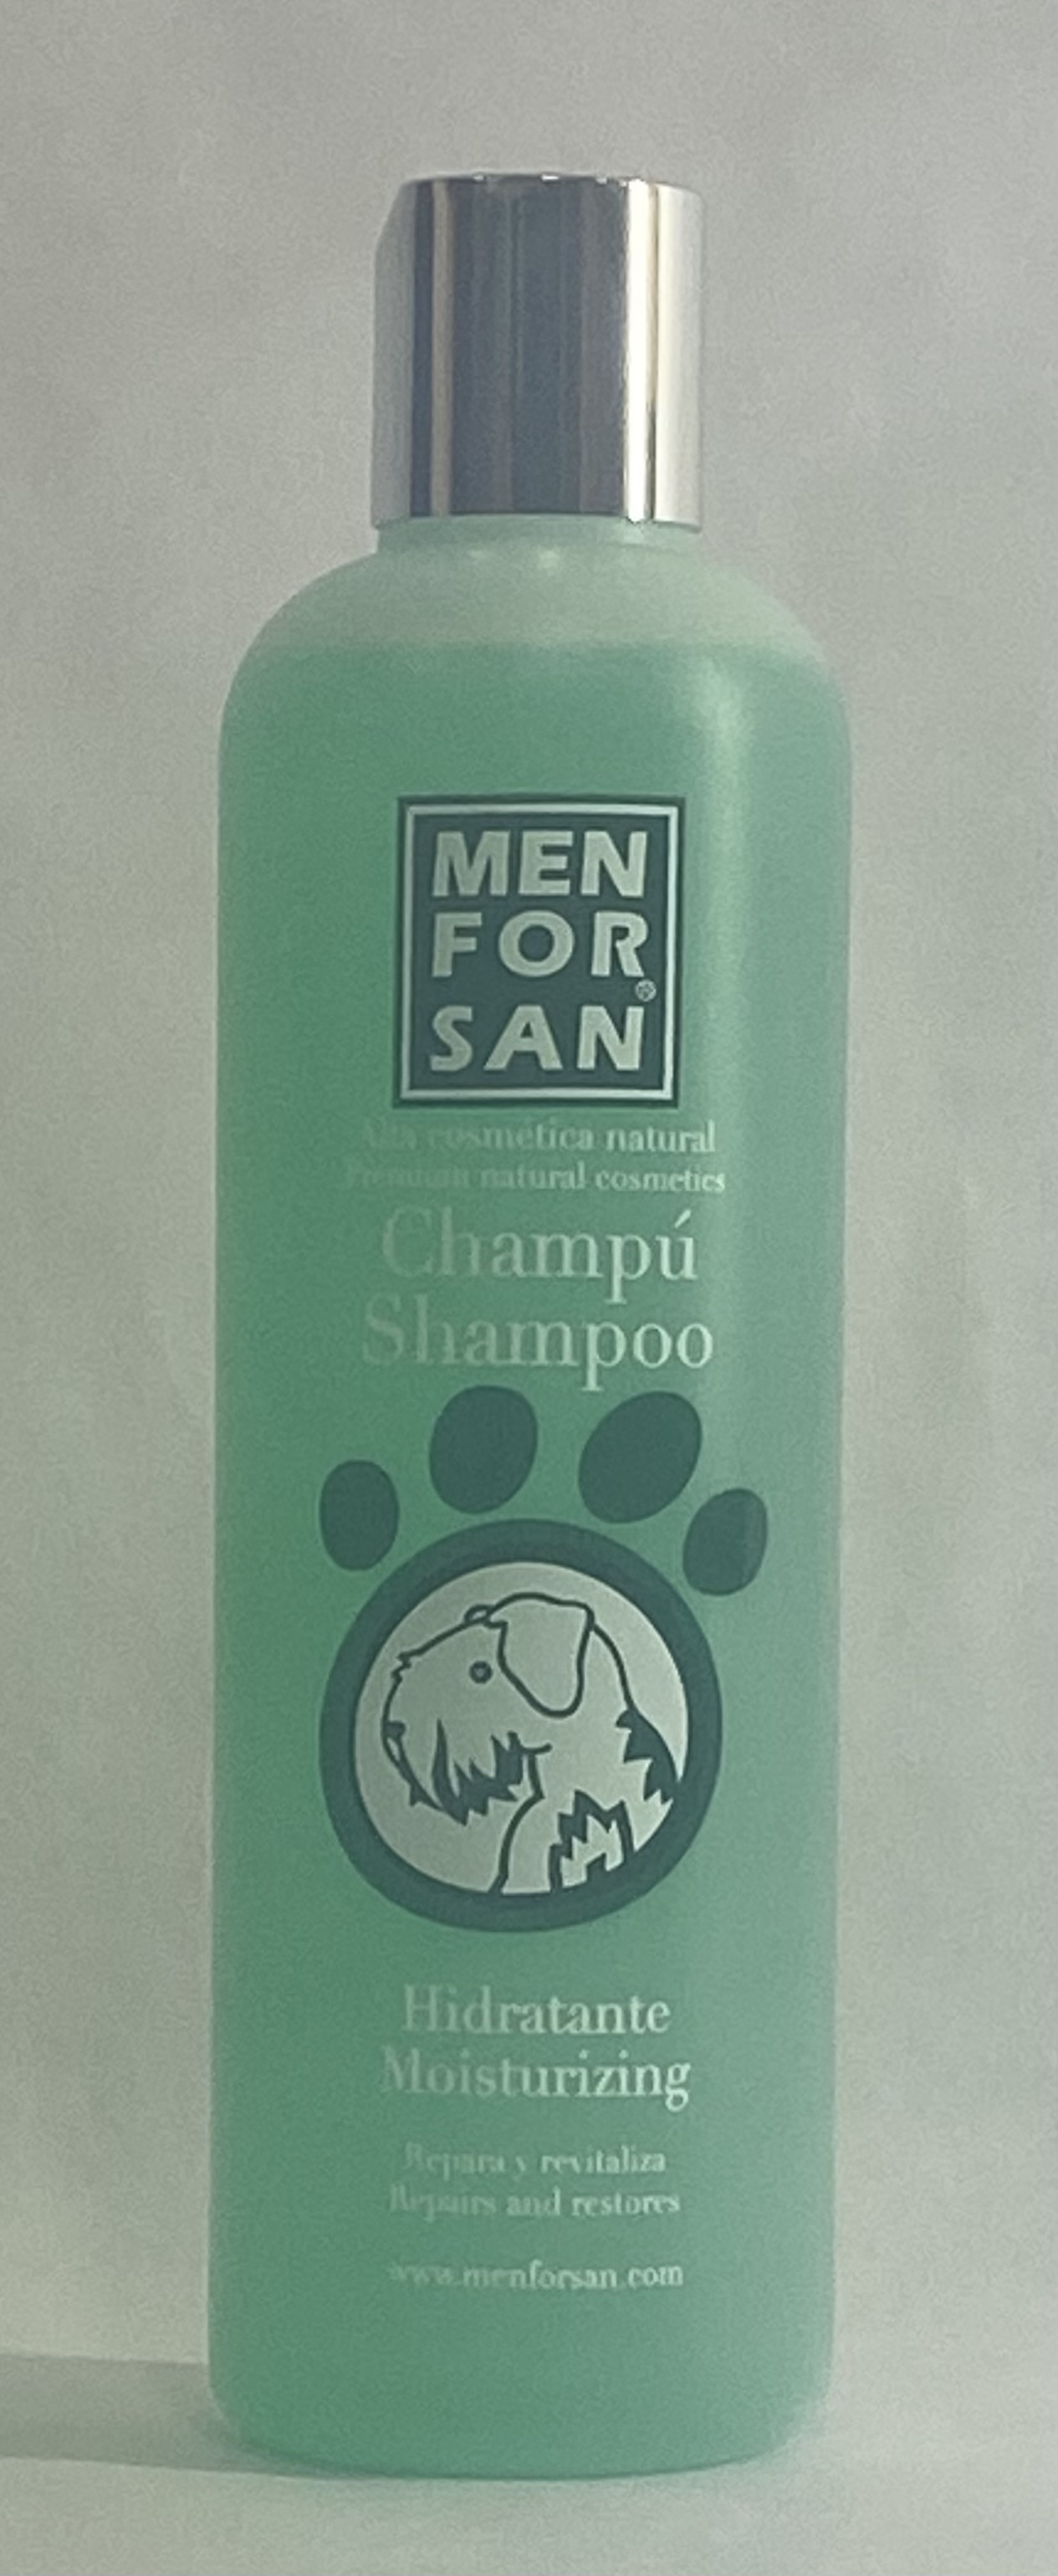 MEN
FOR
SAN®
Alta cosmética natural
Premium natural cosmetics
Champú
Shampoo
Hidratante
Moisturizing
Repara y revitaliza
Repairs and restores
www.menforsan.com